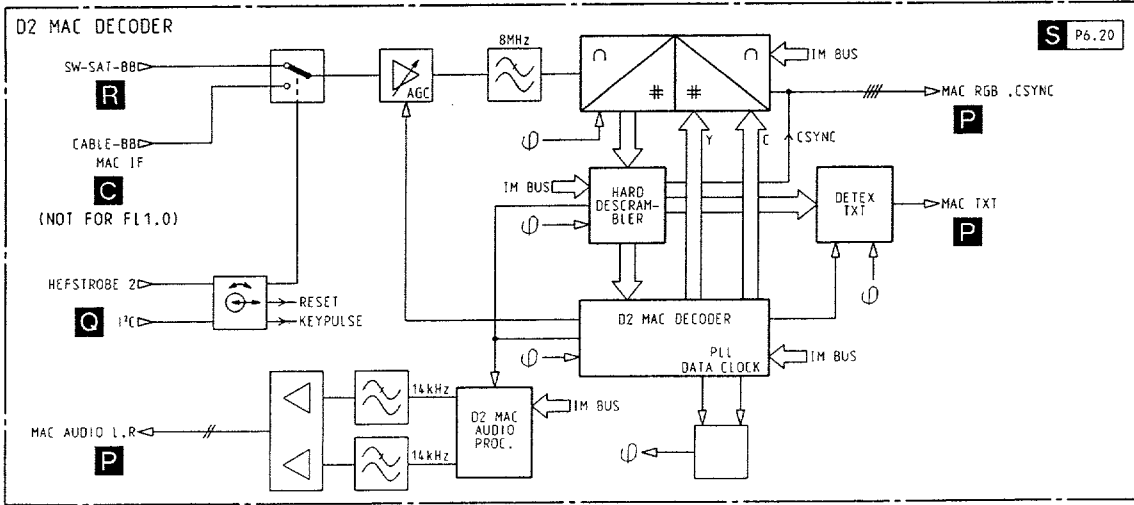 D2 MAC DECODER
S P6.20
SW-SAT-BB
R
CABLE-BB
MAC IF
C
(NOT FOR FL1.0)
HEFSTROBE 2
Q
I²C
RESET
KEYPULSE
AGC
8MHz
∩
#
#
∩
IM BUS
MAC RGB .CSYNC
P
φ
Y
C
CSYNC
IM BUS
HARD
DESCRAM-
BLER
φ
DETEX
TXT
MAC TXT
P
φ
D2 MAC DECODER
PLL
DATA CLOCK
φ
IM BUS
14kHz
14kHz
D2 MAC
AUDIO
PROC.
IM BUS
MAC AUDIO L.R
P
φ